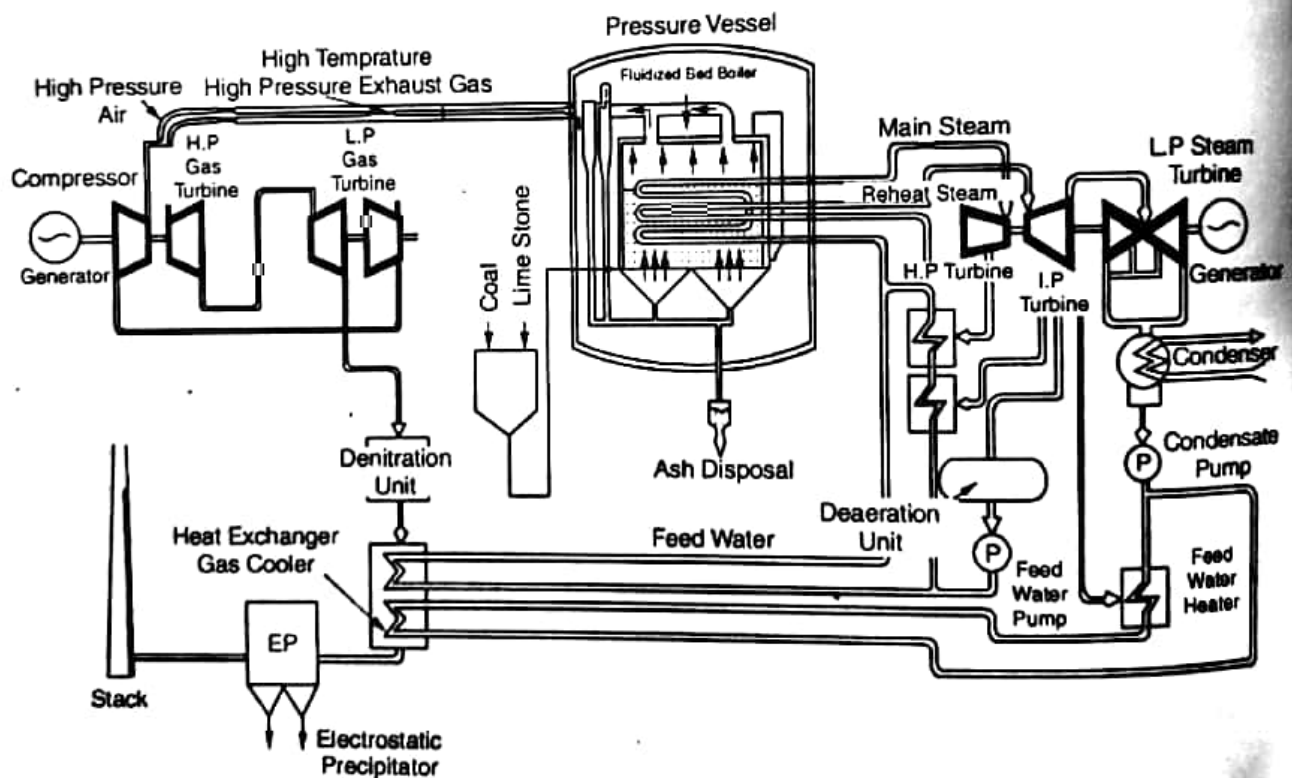 Pressure Vessel
High Temprature
High Pressure Exhaust Gas
High Pressure
Air
Fluidized Bed Boiler
H.P
Gas
Turbine
L.P
Gas
Turbine
Compressor
Generator
Main Steam
Reheat Steam
L.P Steam
Turbine
H.P Turbine
I.P
Turbine
Generator
Coal
Lime Stone
Condenser
Ash Disposal
Condensate
Pump
P
Denitration
Unit
Deaeration
Unit
P
Heat Exchanger
Gas Cooler
Feed Water
Feed
Water
Pump
Feed
Water
Heater
EP
Stack
Electrostatic
Precipitator